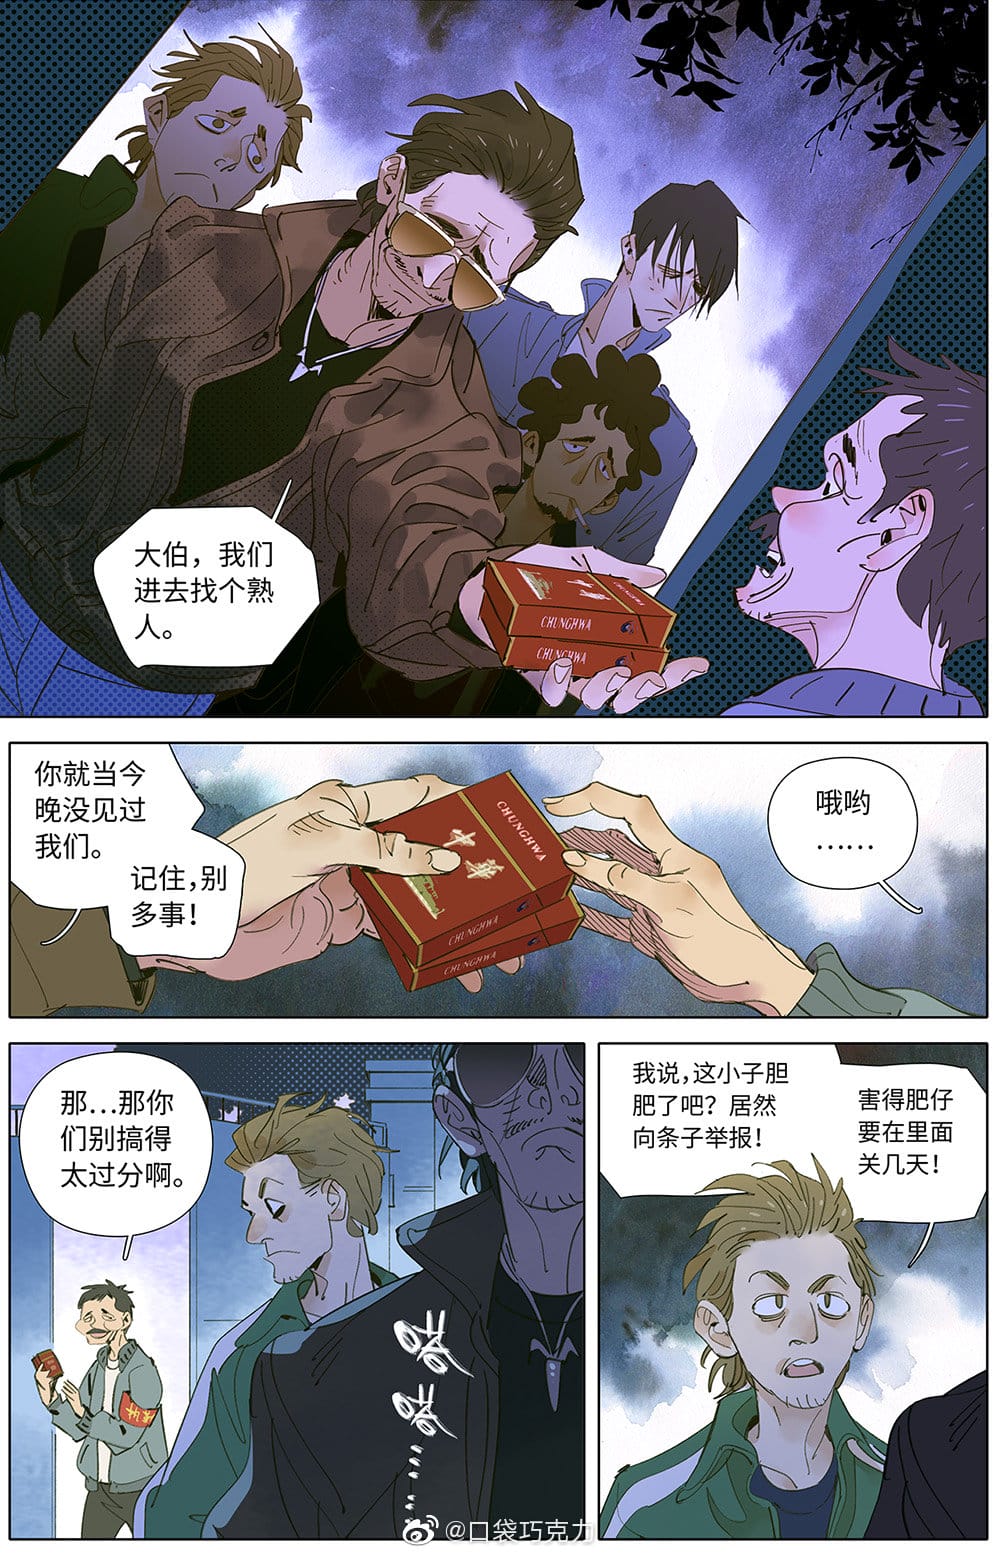 大伯，我们
进去找个熟
人。
CHUNGHWA
CHUNGHWA
CHUNGHWA
你就当今
晚没见过
我们。
记住，别
多事！
CHUNGHWA
中华
CHUNGHWA
CHUNGHWA
哦哟
……
那…那你
们别搞得
太过分啊。
哈
哈
……
我说，这小子胆
肥了吧？居然
向条子举报！
害得肥仔
要在里面
关几天！
@口袋巧克力